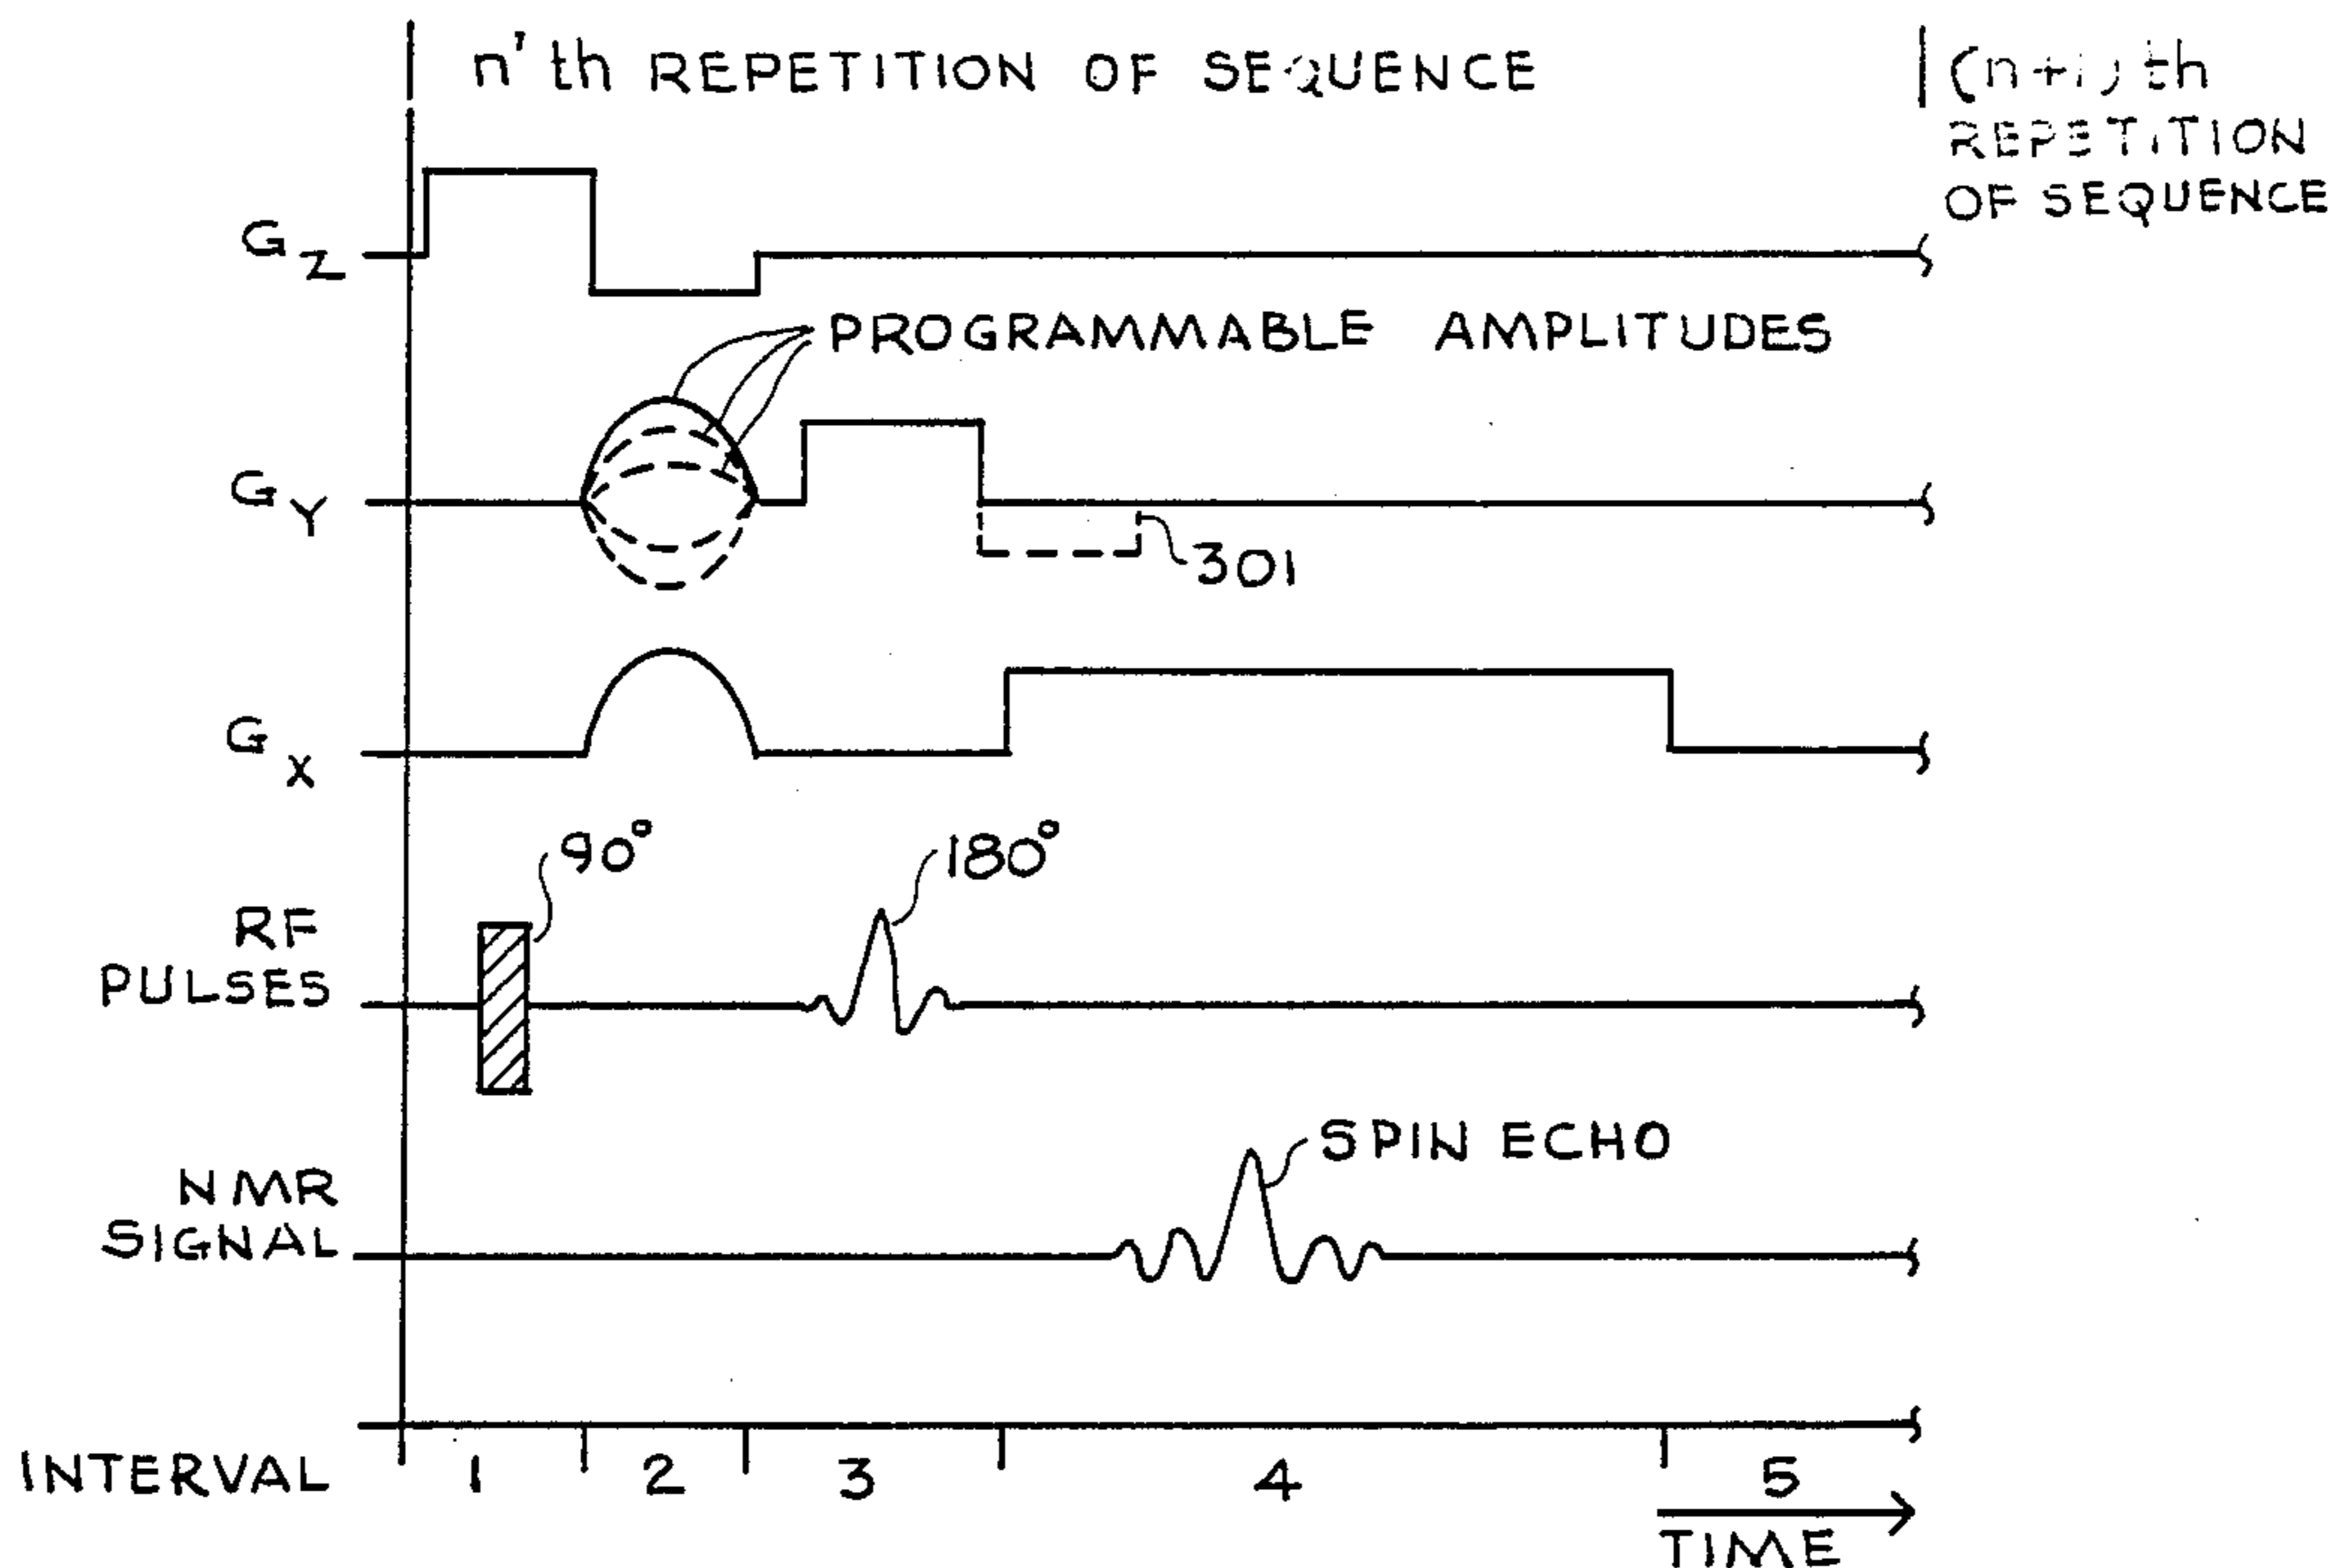 n'th REPETITION OF SEQUENCE
(n+1)th
REPETITION
OF SEQUENCE
GZ
PROGRAMMABLE AMPLITUDES
GY
301
GX
90°
180°
RF
PULSES
SPIN ECHO
NMR
SIGNAL
INTERVAL 1 2 3 4 5
TIME